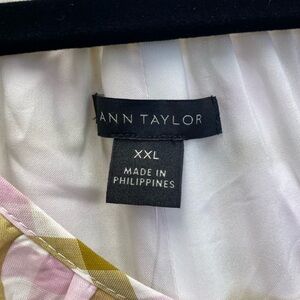 ANN TAYLOR
XXL
MADE IN
PHILIPPINES